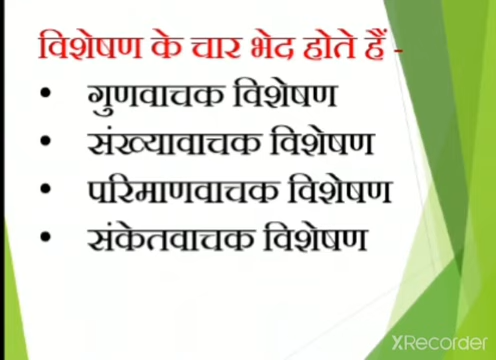 विशेषण के चार भेद होते हैं -
• गुणवाचक विशेषण
• संख्यावाचक विशेषण
• परिमाणवाचक विशेषण
• संकेतवाचक विशेषण
XRecorder